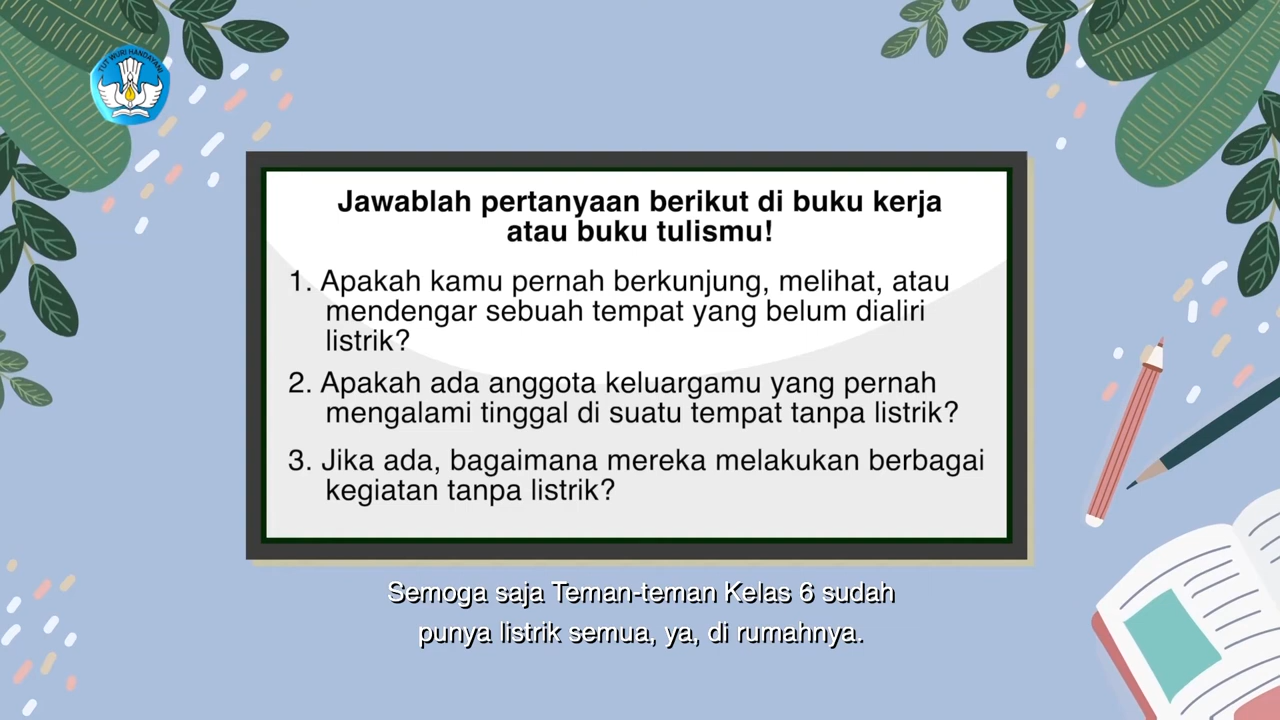 TUT WURI HANDAYANI
Jawablah pertanyaan berikut di buku kerja
atau buku tulismu!
1. Apakah kamu pernah berkunjung, melihat, atau
mendengar sebuah tempat yang belum dialiri
listrik?
2. Apakah ada anggota keluargamu yang pernah
mengalami tinggal di suatu tempat tanpa listrik?
3. Jika ada, bagaimana mereka melakukan berbagai
kegiatan tanpa listrik?
Semoga saja Teman-teman Kelas 6 sudah
punya listrik semua, ya, di rumahnya.